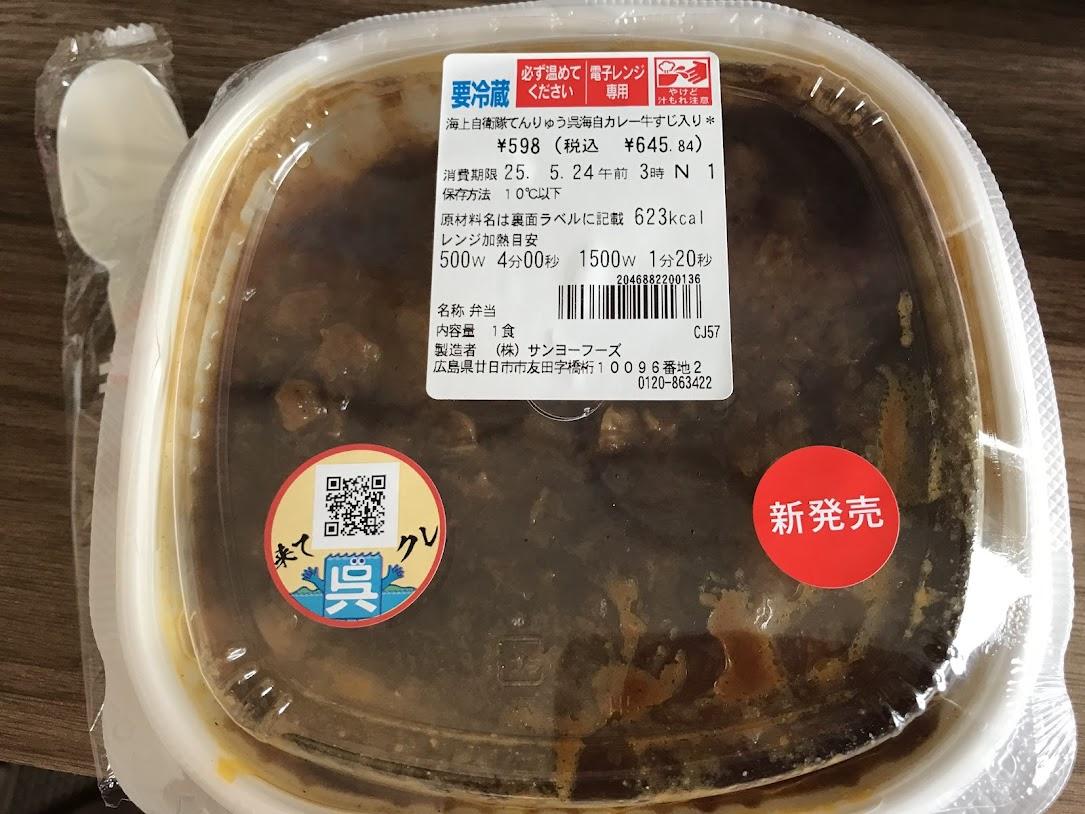 要冷蔵
必ず温めて
ください
電子レンジ
専用
やけど
汁もれ注意
海上自衛隊てんりゅう呉海自カレー牛すじ入り*
¥598 (税込 ¥645.84)
消費期限 25. 5.24午前 3時 N 1
保存方法 10℃以下
原材料名は裏面ラベルに記載 623kcal
レンジ加熱目安
500W 4分00秒 1500W 1分20秒
2046882200136
名称 弁当
内容量 1食
CJ57
製造者 (株) サンヨーフーズ
広島県廿日市市友田字橋桁10096番地2
0120-863422
来て クレ
呉
新発売